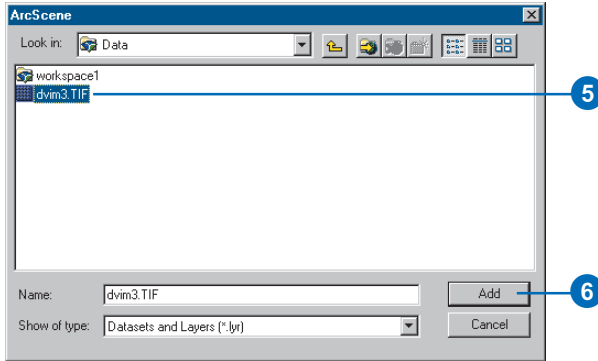 ArcScene
Look in: Data
workspace1
dvim3.TIF
5
Name: dvim3.TIF
Add
6
Show of type: Datasets and Layers (*.lyr)
Cancel